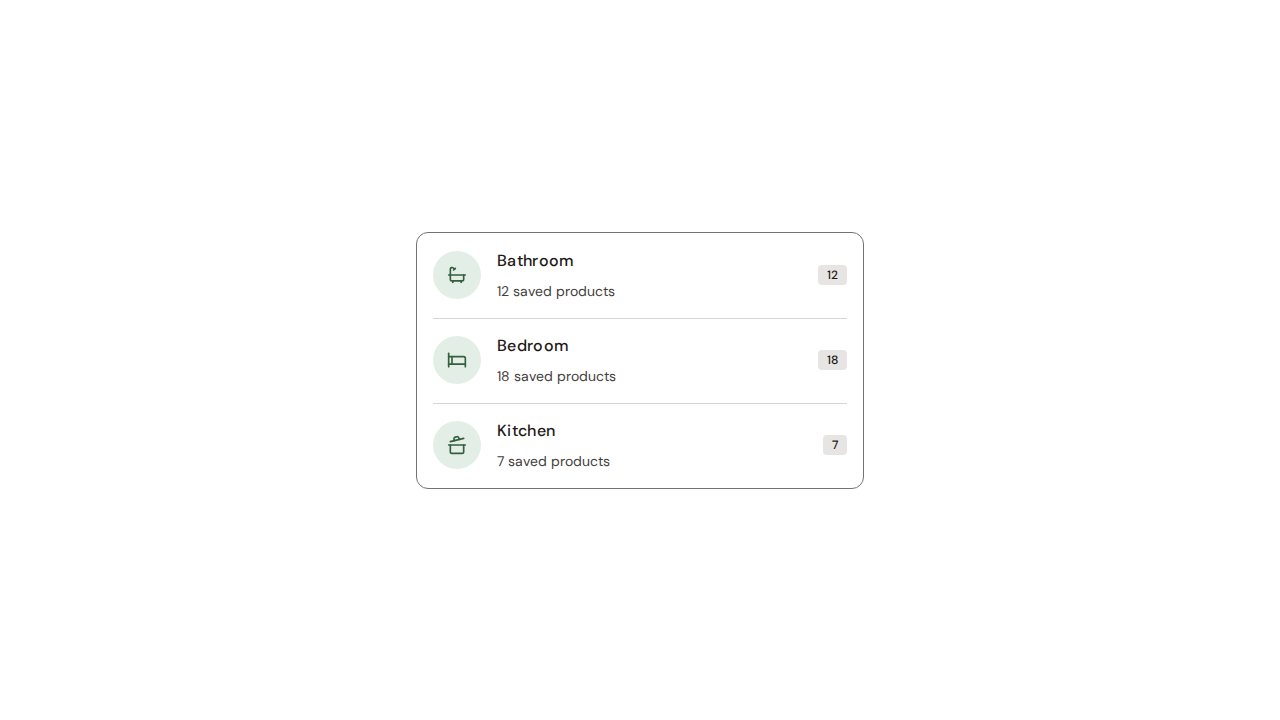 Bathroom
12 saved products
12
Bedroom
18 saved products
18
Kitchen
7 saved products
7